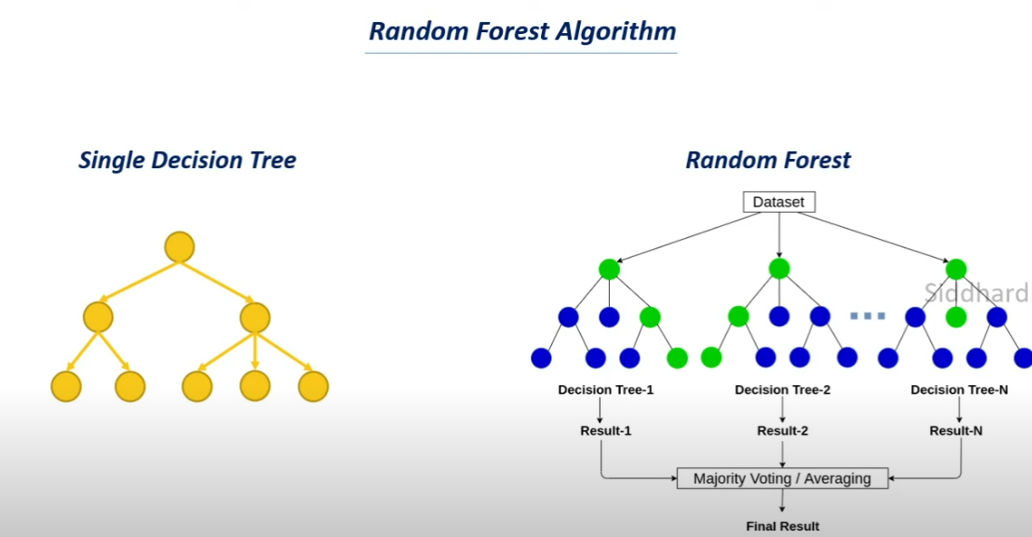 Random Forest Algorithm
Single Decision Tree
Random Forest
Dataset
Siddhard
Decision Tree-1
Decision Tree-2
Decision Tree-N
Result-1
Result-2
Result-N
Majority Voting / Averaging
Final Result